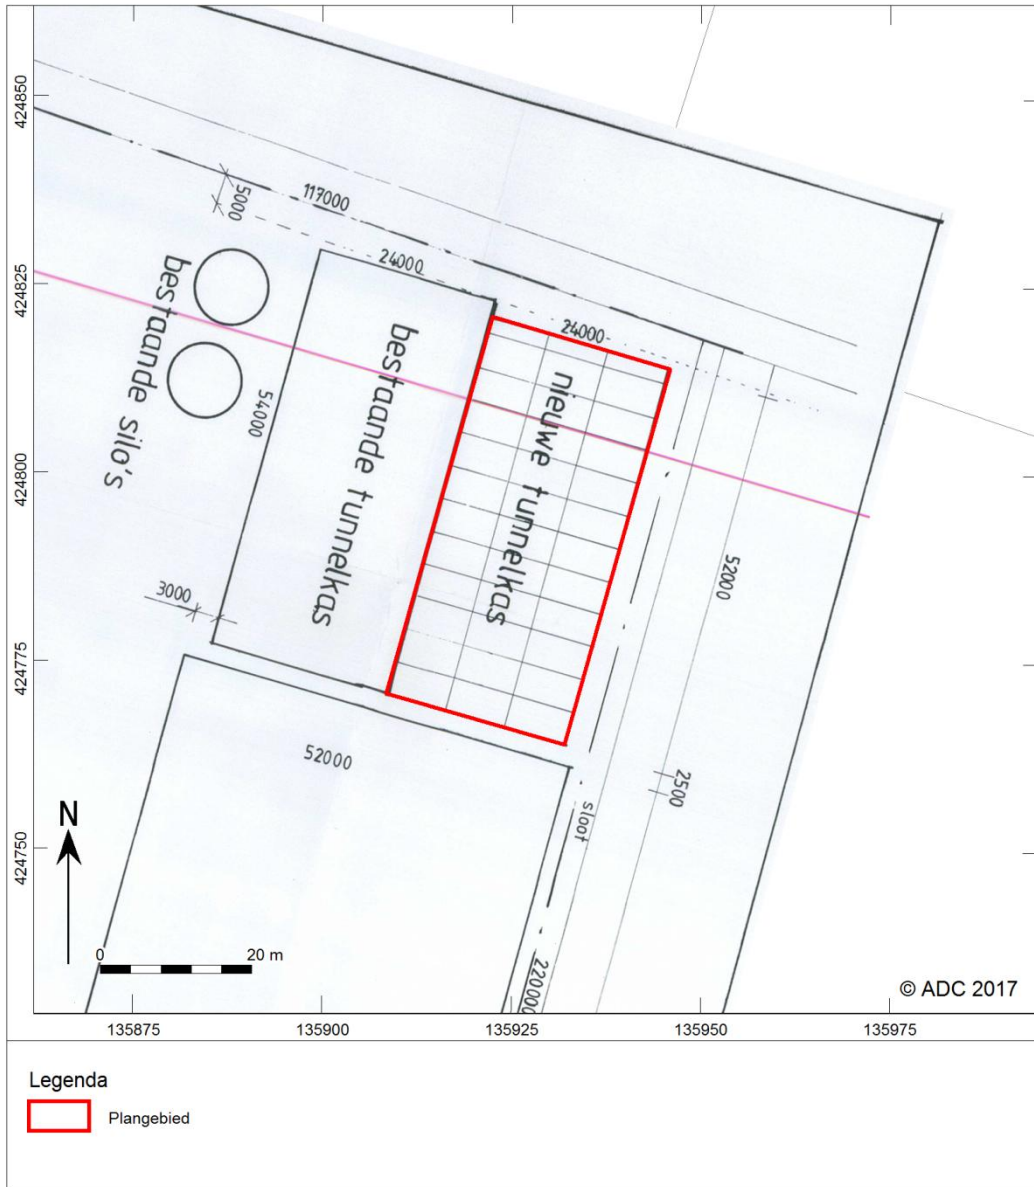 424850
424825
424800
424775
424750
5000
117000
24000
24000
bestaande silo's
54000
bestaande tunnelkas
nieuwe tunnelkas
52000
3000
52000
2500
sloot
220000
N
0 20 m
© ADC 2017
135875 135900 135925 135950 135975
Legenda
Plangebied